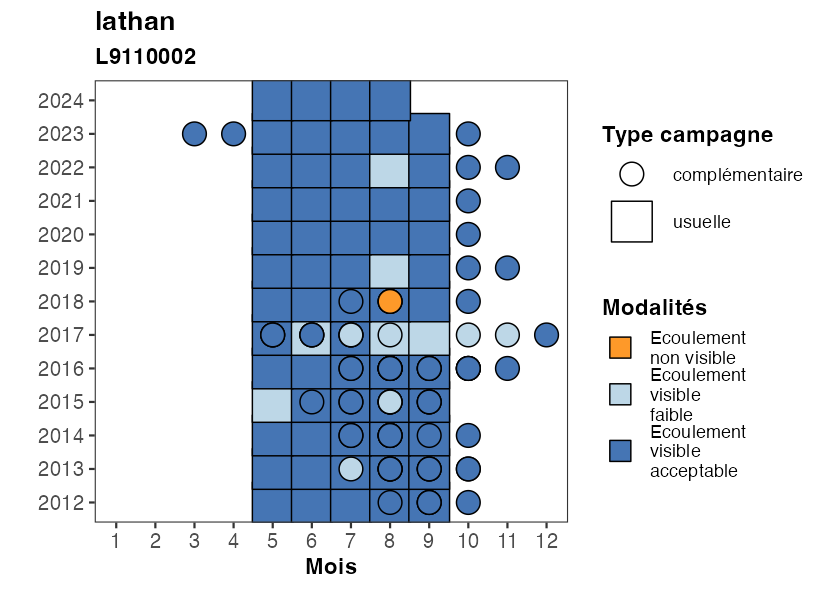 lathan
L9110002
2024
2023
2022
2021
2020
2019
2018
2017
2016
2015
2014
2013
2012
1 2 3 4 5 6 7 8 9 10 11 12
Mois
Type campagne
complémentaire
usuelle
Modalités
Ecoulement
non visible
Ecoulement
visible
faible
Ecoulement
visible
acceptable